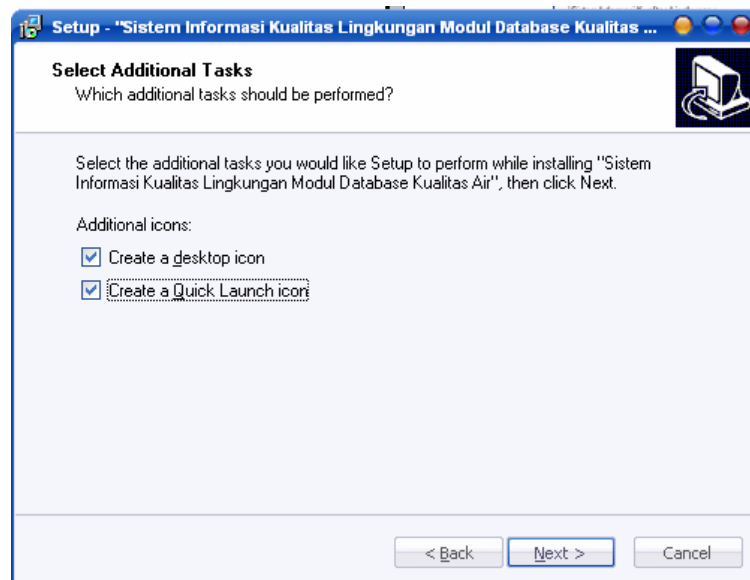 Setup - "Sistem Informasi Kualitas Lingkungan Modul Database Kualitas ...
Select Additional Tasks
Which additional tasks should be performed?
Select the additional tasks you would like Setup to perform while installing "Sistem
Informasi Kualitas Lingkungan Modul Database Kualitas Air", then click Next.
Additional icons:
Create a desktop icon
Create a Quick Launch icon
< Back
Next >
Cancel